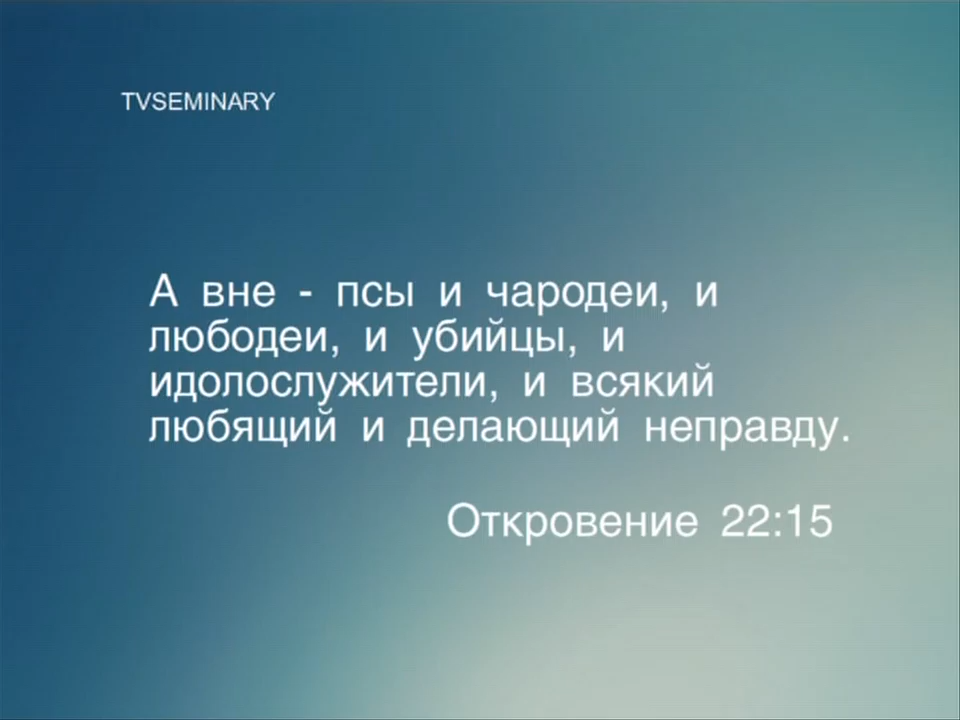 TVSEMINARY
А вне - псы и чародеи, и
любодеи, и убийцы, и
идолослужители, и всякий
любящий и делающий неправду.
Откровение 22:15